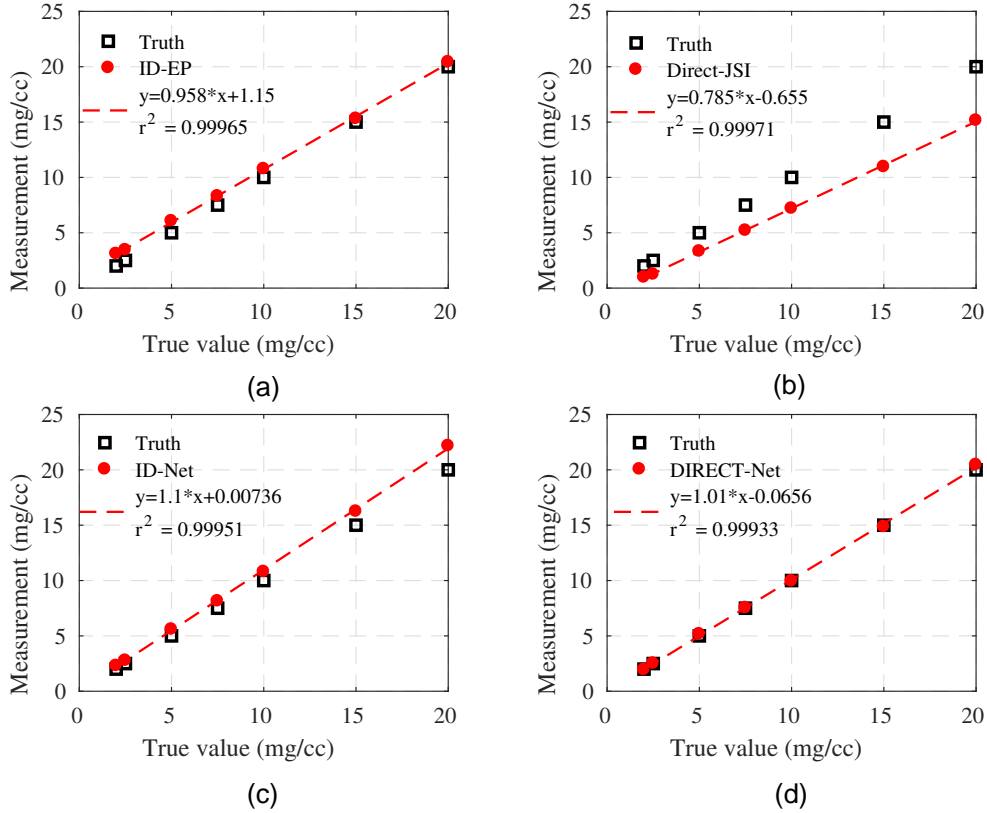 25
20
15
10
5
0
Measurement (mg/cc)
Truth
ID-EP
y=0.958*x+1.15
r² = 0.99965
0 5 10 15 20
True value (mg/cc)
(a)
25
20
15
10
5
0
Measurement (mg/cc)
Truth
Direct-JSI
y=0.785*x-0.655
r² = 0.99971
0 5 10 15 20
True value (mg/cc)
(b)
25
20
15
10
5
0
Measurement (mg/cc)
Truth
ID-Net
y=1.1*x+0.00736
r² = 0.99951
0 5 10 15 20
True value (mg/cc)
(c)
25
20
15
10
5
0
Measurement (mg/cc)
Truth
DIRECT-Net
y=1.01*x-0.0656
r² = 0.99933
0 5 10 15 20
True value (mg/cc)
(d)